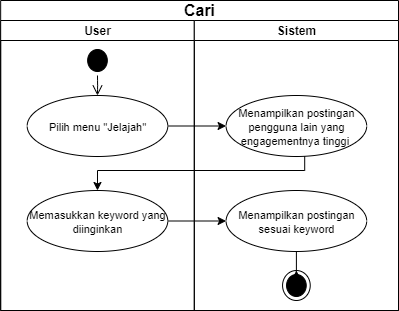 Cari
User
Sistem
Pilih menu "Jelajah"
Menampilkan postingan
pengguna lain yang
engagementnya tinggi
Memasukkan keyword yang
diinginkan
Menampilkan postingan
sesuai keyword